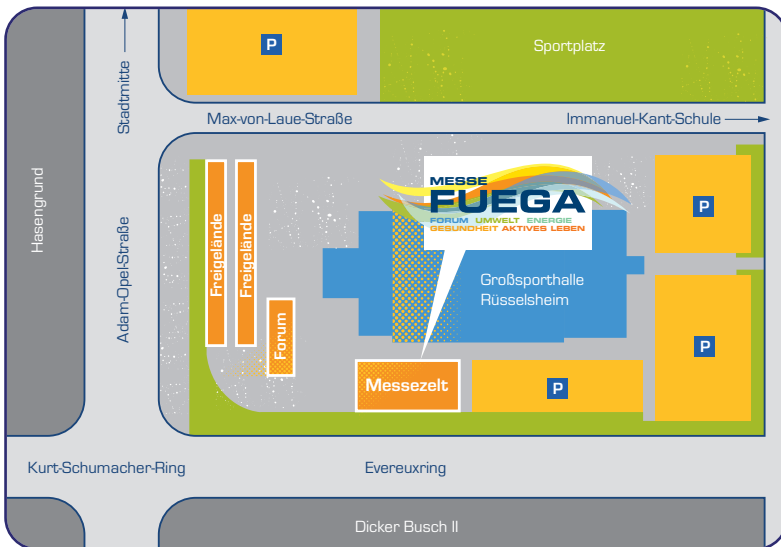 P
Sportplatz
Stadtmitte
Max-von-Laue-Straße
Immanuel-Kant-Schule
Hasengrund
Adam-Opel-Straße
MESSE
FUEGA
FORUM UMWELT ENERGIE
GESUNDHEIT AKTIVES LEBEN
P
Freigelände
Freigelände
Großsporthalle
Rüsselsheim
Forum
P
Messezelt
P
Kurt-Schumacher-Ring
Evereuxring
Dicker Busch II